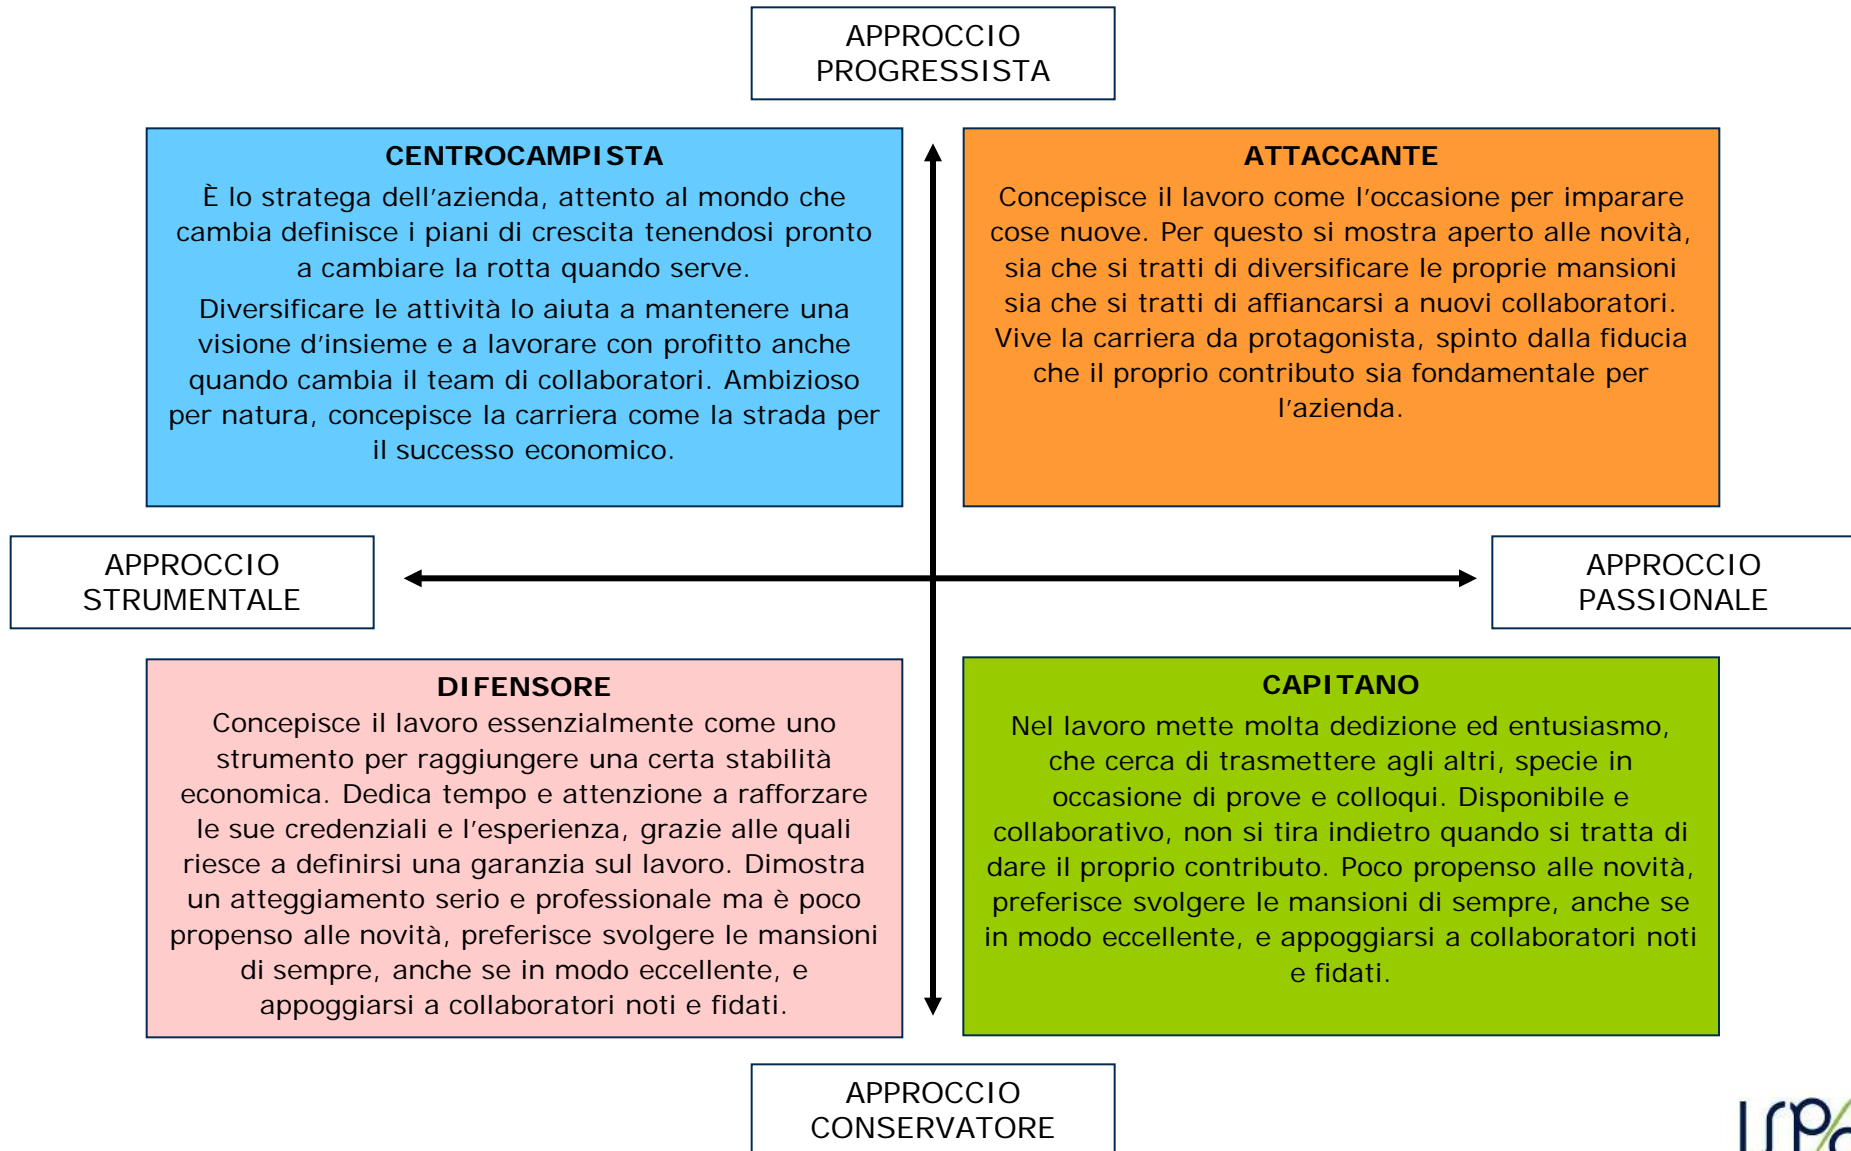 APPROCCIO
PROGRESSISTA
CENTROCAMPISTA
È lo stratega dell’azienda, attento al mondo che
cambia definisce i piani di crescita tenendosi pronto
a cambiare la rotta quando serve.
Diversificare le attività lo aiuta a mantenere una
visione d’insieme e a lavorare con profitto anche
quando cambia il team di collaboratori. Ambizioso
per natura, concepisce la carriera come la strada per
il successo economico.
ATTACCANTE
Concepisce il lavoro come l’occasione per imparare
cose nuove. Per questo si mostra aperto alle novità,
sia che si tratti di diversificare le proprie mansioni
sia che si tratti di affiancarsi a nuovi collaboratori.
Vive la carriera da protagonista, spinto dalla fiducia
che il proprio contributo sia fondamentale per
l’azienda.
APPROCCIO
STRUMENTALE
APPROCCIO
PASSIONALE
DIFENSORE
Concepisce il lavoro essenzialmente come uno
strumento per raggiungere una certa stabilità
economica. Dedica tempo e attenzione a rafforzare
le sue credenziali e l’esperienza, grazie alle quali
riesce a definirsi una garanzia sul lavoro. Dimostra
un atteggiamento serio e professionale ma è poco
propenso alle novità, preferisce svolgere le mansioni
di sempre, anche se in modo eccellente, e
appoggiarsi a collaboratori noti e fidati.
CAPITANO
Nel lavoro mette molta dedizione ed entusiasmo,
che cerca di trasmettere agli altri, specie in
occasione di prove e colloqui. Disponibile e
collaborativo, non si tira indietro quando si tratta di
dare il proprio contributo. Poco propenso alle novità,
preferisce svolgere le mansioni di sempre, anche se
in modo eccellente, e appoggiarsi a collaboratori noti
e fidati.
APPROCCIO
CONSERVATORE